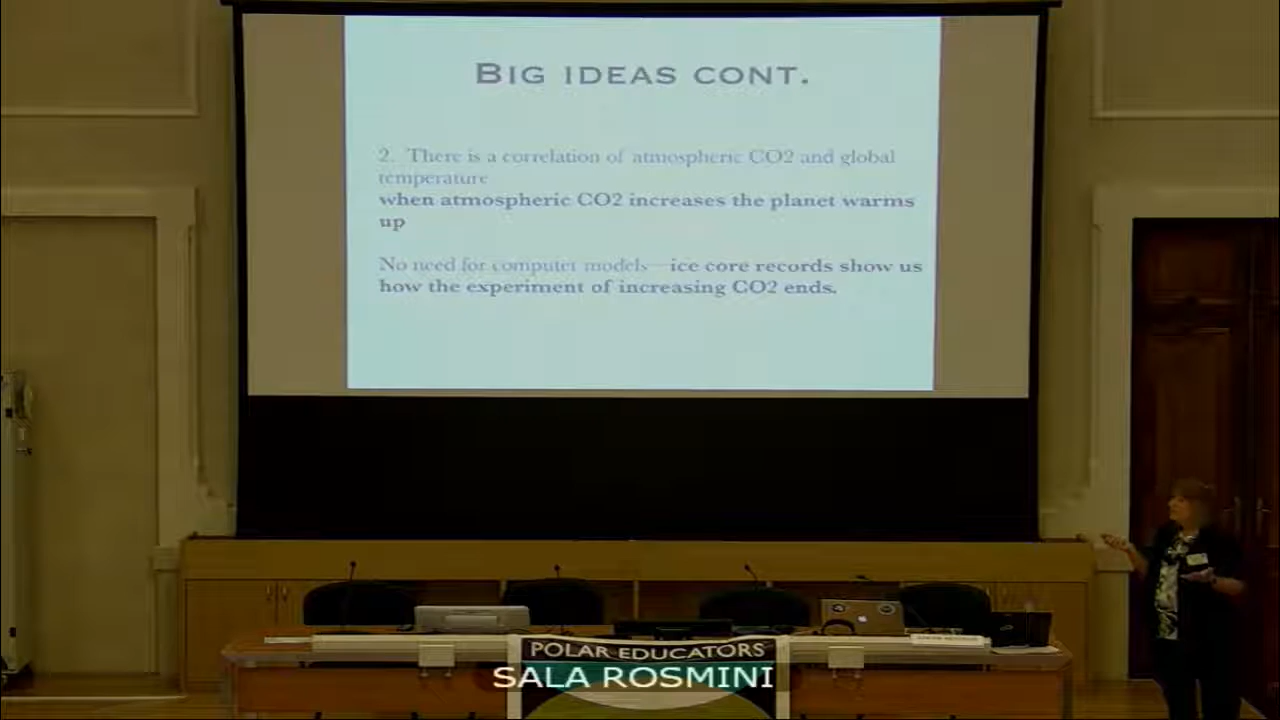 BIG IDEAS CONT.
2. There is a correlation of atmospheric CO2 and global
temperature
when atmospheric CO2 increases the planet warms
up
No need for computer models—ice core records show us
how the experiment of increasing CO2 ends.
POLAR EDUCATORS
SALA ROSMINI